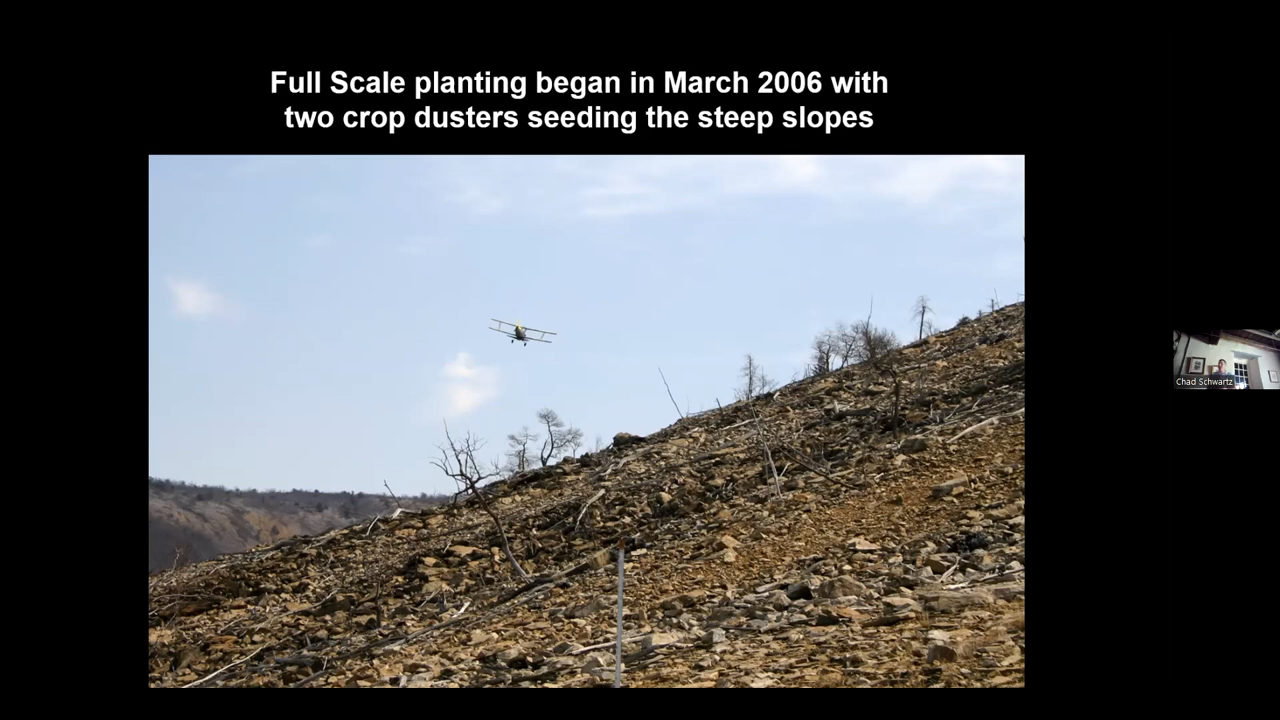 Full Scale planting began in March 2006 with
two crop dusters seeding the steep slopes
Chad Schwartz